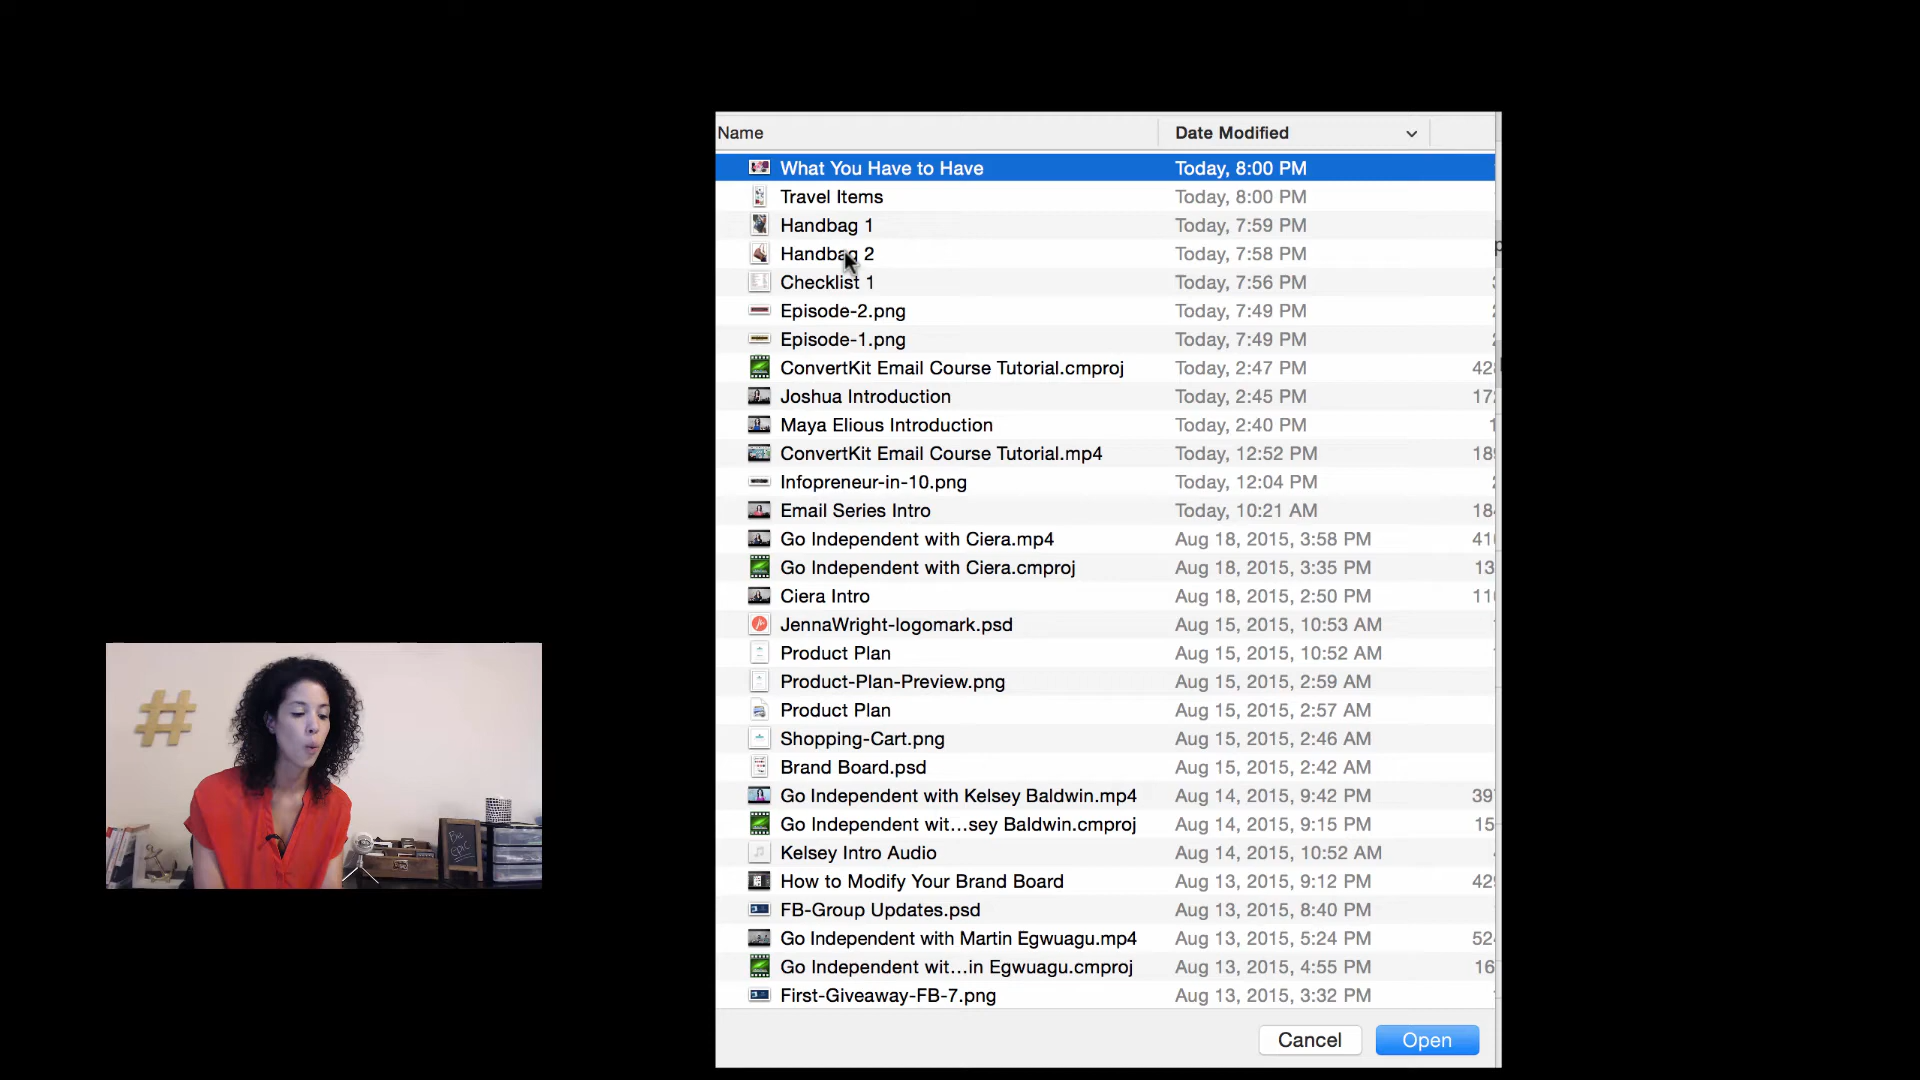 Name Date Modified
What You Have to Have Today, 8:00 PM
Travel Items Today, 8:00 PM
Handbag 1 Today, 7:59 PM
Handbag 2 Today, 7:58 PM
Checklist 1 Today, 7:56 PM
Episode-2.png Today, 7:49 PM
Episode-1.png Today, 7:49 PM
ConvertKit Email Course Tutorial.cmproj Today, 2:47 PM 428
Joshua Introduction Today, 2:45 PM 172
Maya Elious Introduction Today, 2:40 PM 1
ConvertKit Email Course Tutorial.mp4 Today, 12:52 PM 189
Infopreneur-in-10.png Today, 12:04 PM
Email Series Intro Today, 10:21 AM 184
Go Independent with Ciera.mp4 Aug 18, 2015, 3:58 PM 41
Go Independent with Ciera.cmproj Aug 18, 2015, 3:35 PM 13
Ciera Intro Aug 18, 2015, 2:50 PM 11
JennaWright-logomark.psd Aug 15, 2015, 10:53 AM
Product Plan Aug 15, 2015, 10:52 AM
Product-Plan-Preview.png Aug 15, 2015, 2:59 AM
Product Plan Aug 15, 2015, 2:57 AM
Shopping-Cart.png Aug 15, 2015, 2:46 AM
Brand Board.psd Aug 15, 2015, 2:42 AM
Go Independent with Kelsey Baldwin.mp4 Aug 14, 2015, 9:42 PM 397
Go Independent wit...sey Baldwin.cmproj Aug 14, 2015, 9:15 PM 15
Kelsey Intro Audio Aug 14, 2015, 10:52 AM
How to Modify Your Brand Board Aug 13, 2015, 9:12 PM 429
FB-Group Updates.psd Aug 13, 2015, 8:40 PM
Go Independent with Martin Egwuagu.mp4 Aug 13, 2015, 5:24 PM 524
Go Independent wit...in Egwuagu.cmproj Aug 13, 2015, 4:55 PM 16
First-Giveaway-FB-7.png Aug 13, 2015, 3:32 PM
Cancel Open
#
epic